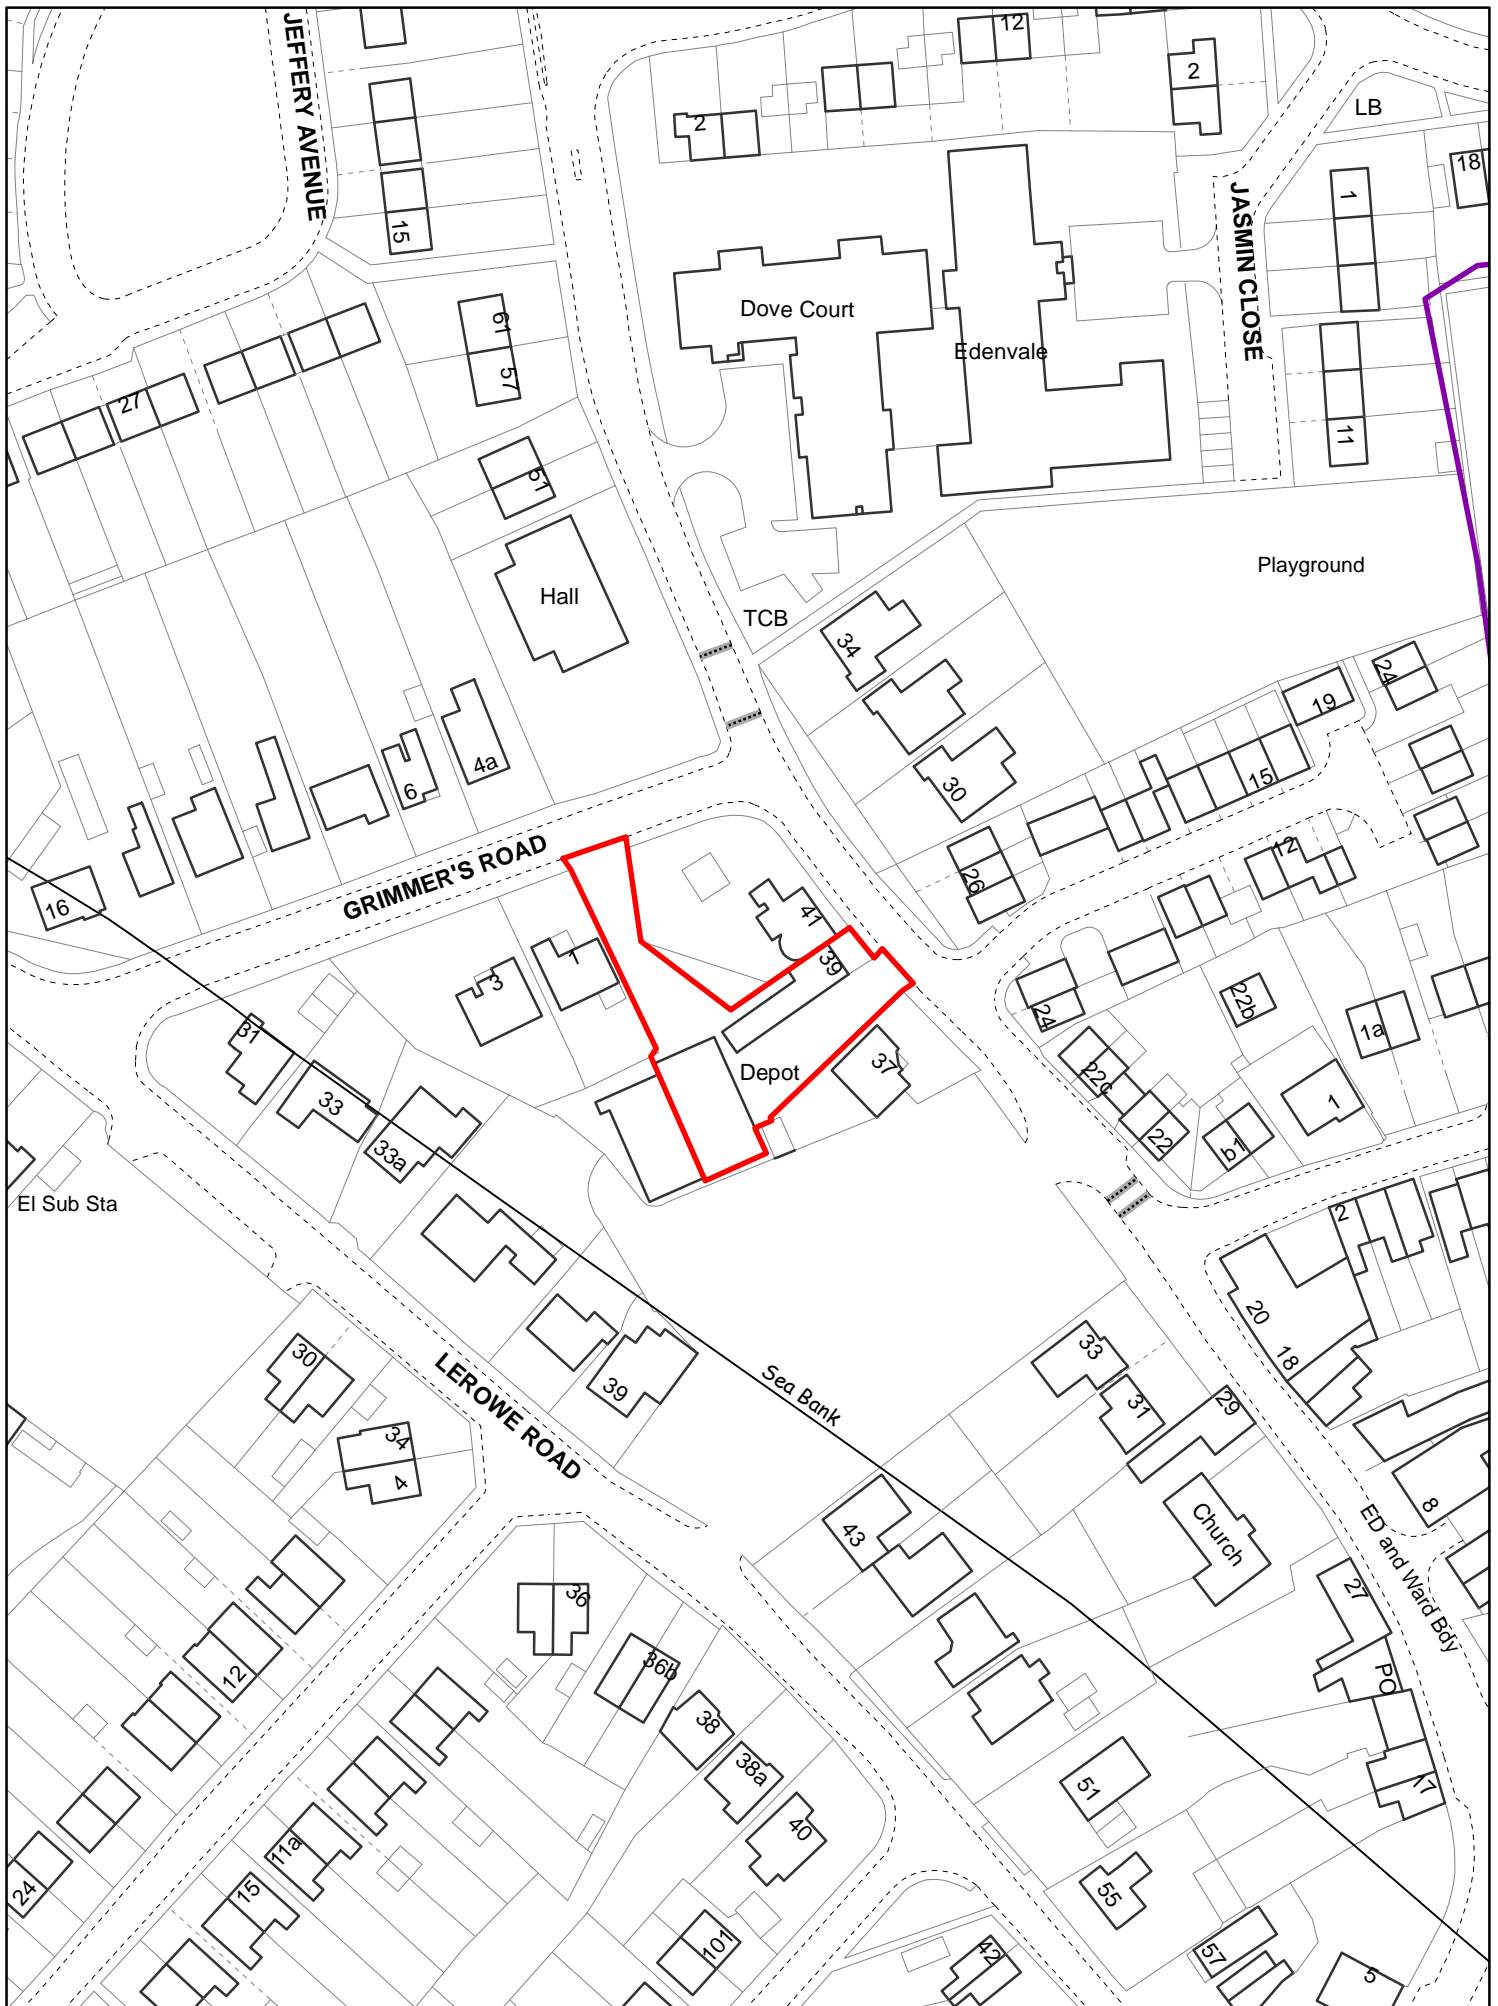 JEFFERY AVENUE
12
2
2
LB
18
1
15
JASMIN CLOSE
Dove Court
61
Edenvale
57
27
11
51
Playground
Hall
TCB
34
24
19
4a
6
15
30
GRIMMER'S ROAD
12
26
16
41
39
1
3
22b
24
31
1a
37
Depot
22c
33
1
22
b1
33a
El Sub Sta
2
20
33
30
18
Sea Bank
39
31
29
LEROWE ROAD
34
4
8
43
Church
ED and Ward Bdy
36
27
36b
12
PO
38
38a
51
17
40
11a
55
24
15
101
42
57
5